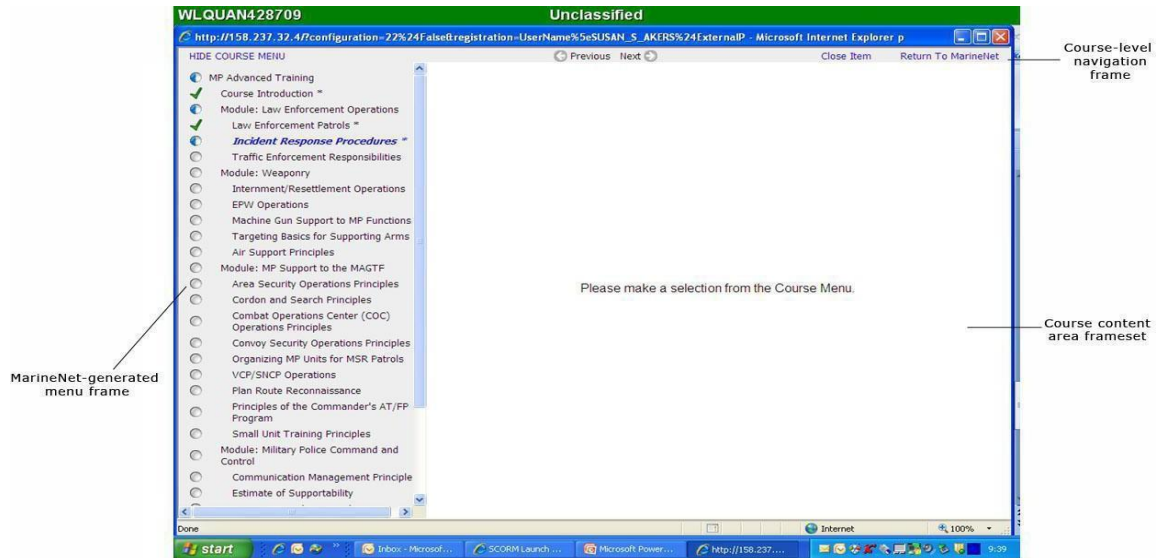 WLQUAN428709 Unclassified
http://158.237.32.4/?configuration=22%24False&registration=UserName%5eSUSAN_S_AKERS%24ExternalP - Microsoft Internet Explorer p
HIDE COURSE MENU Previous Next Close Item Return To MarineNet
Course-level
navigation
frame
MP Advanced Training
Course Introduction *
Module: Law Enforcement Operations
Law Enforcement Patrols *
Incident Response Procedures *
Traffic Enforcement Responsibilities
Module: Weaponry
Internment/Resettlement Operations
EPW Operations
Machine Gun Support to MP Functions
Targeting Basics for Supporting Arms
Air Support Principles
Module: MP Support to the MAGTF
Area Security Operations Principles
Cordon and Search Principles
Combat Operations Center (COC)
Operations Principles
Convoy Security Operations Principles
Organizing MP Units for MSR Patrols
VCP/SNCP Operations
Plan Route Reconnaissance
Principles of the Commander's AT/FP
Program
Small Unit Training Principles
Module: Military Police Command and
Control
Communication Management Principle
Estimate of Supportability
Please make a selection from the Course Menu.
Course content
area frameset
MarineNet-generated
menu frame
Done Internet 100%
start Inbox - Microsof... SCORM Launch ... Microsoft Power... http://158.237.... 9:39